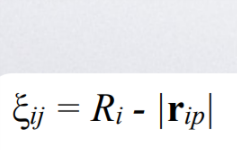 ξij = Ri - |rip|